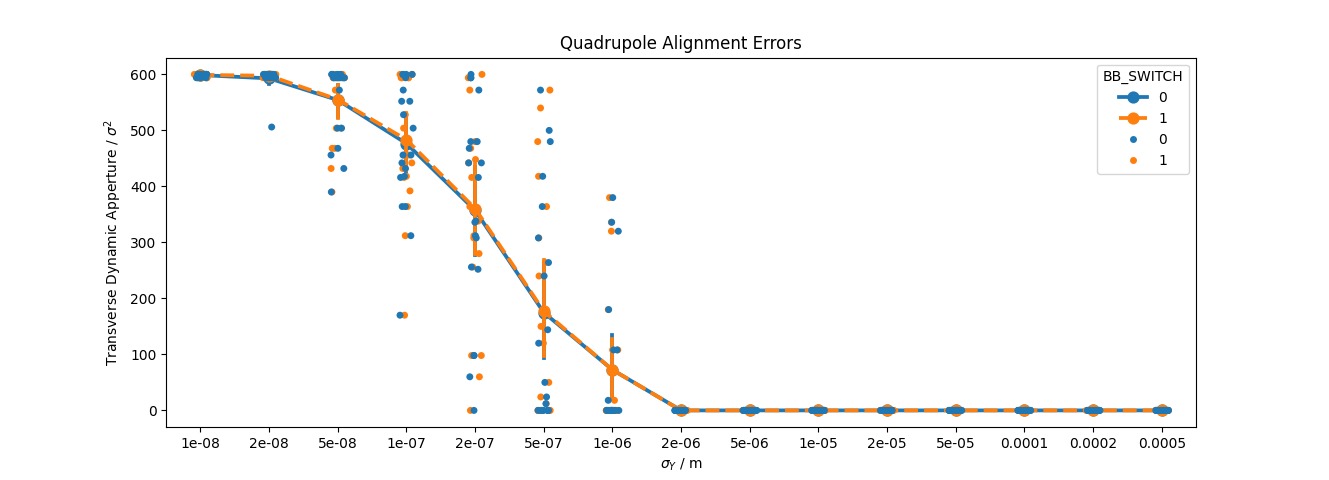 Quadrupole Alignment Errors
Transverse Dynamic Apperture / σ²
600
500
400
300
200
100
0
BB_SWITCH
0
1
0
1
1e-08 2e-08 5e-08 1e-07 2e-07 5e-07 1e-06 2e-06 5e-06 1e-05 2e-05 5e-05 0.0001 0.0002 0.0005
σ_Y / m